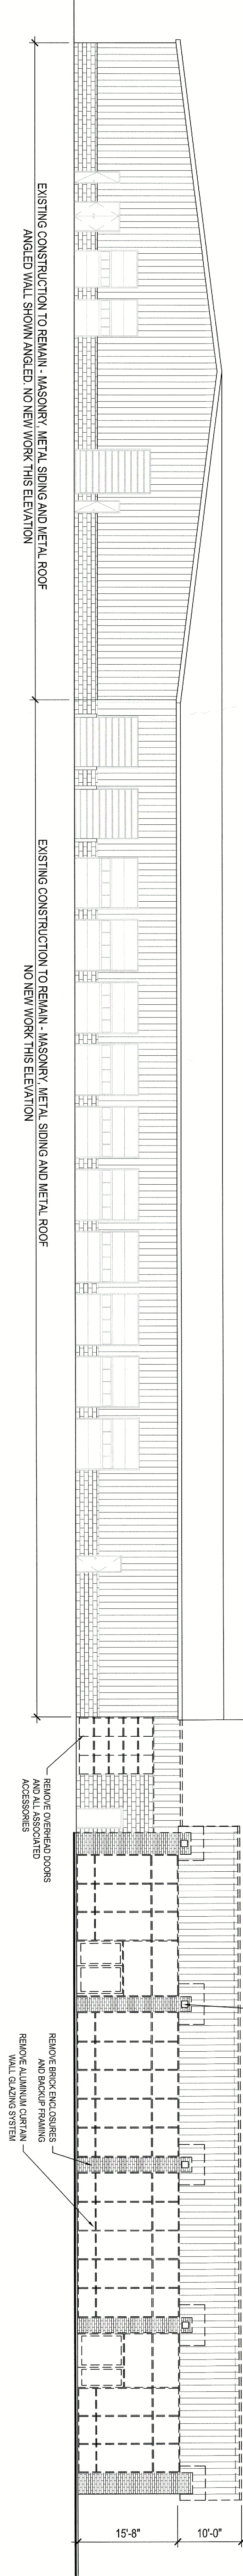 EXISTING CONSTRUCTION TO REMAIN - MASONRY, METAL SIDING AND METAL ROOF
ANGLED WALL SHOWN ANGLED. NO NEW WORK THIS ELEVATION
EXISTING CONSTRUCTION TO REMAIN - MASONRY, METAL SIDING AND METAL ROOF
NO NEW WORK THIS ELEVATION
REMOVE OVERHEAD DOORS
AND ALL ASSOCIATED
ACCESSORIES
REMOVE BRICK ENCLOSURES
AND BACKUP FRAMING
REMOVE ALUMINUM CURTAIN
WALL GLAZING SYSTEM
15'-8"
10'-0"